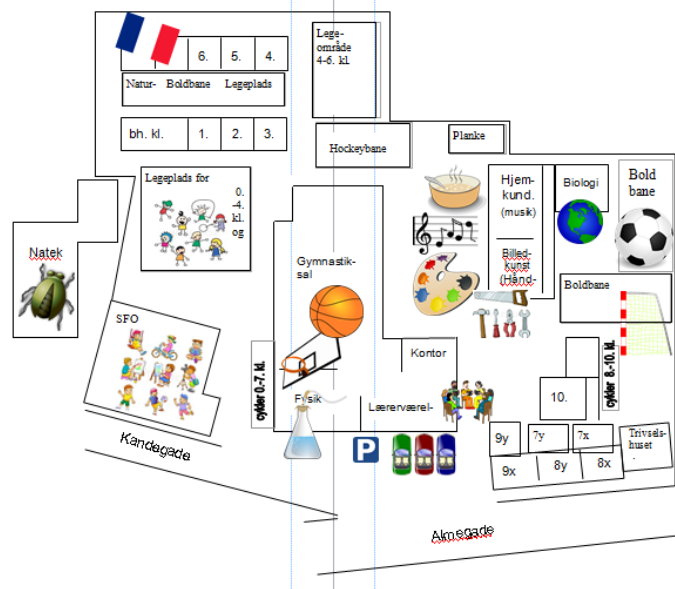 6. 5. 4.
Lege-
område
4-6. kl.
Natur- Boldbane Legeplads
bh. kl. 1. 2. 3.
Hockeybane
Planke
Legeplads for
0.
-4.
kl.
og
Hjem-
kund.
(musik)
Biologi
Bold
bane
Natek
Gymnastik-
sal
Billed-
kunst
(Hånd-
Boldbane
SFO
cykler 0.-7. kl.
Kontor
cykler 8.-10. kl.
Fysik
Lærerværel-
10.
Kandegade
P
9y 7y 7x
Trivsels-
huset
.
9x 8y 8x
Almegade